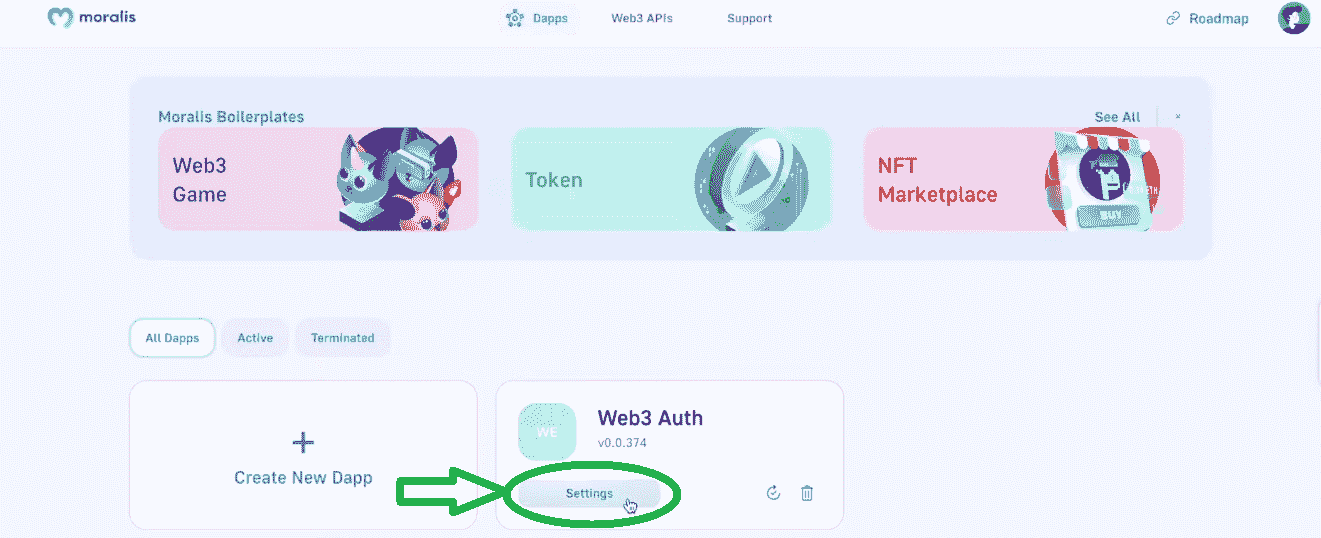 moralis
Dapps
Web3 APIs
Support
Roadmap
Moralis Boilerplates
See All
×
Web3
Game
Token
NFT
Marketplace
BUY
All Dapps
Active
Terminated
WE
Web3 Auth
v0.0.374
Create New Dapp
Settings